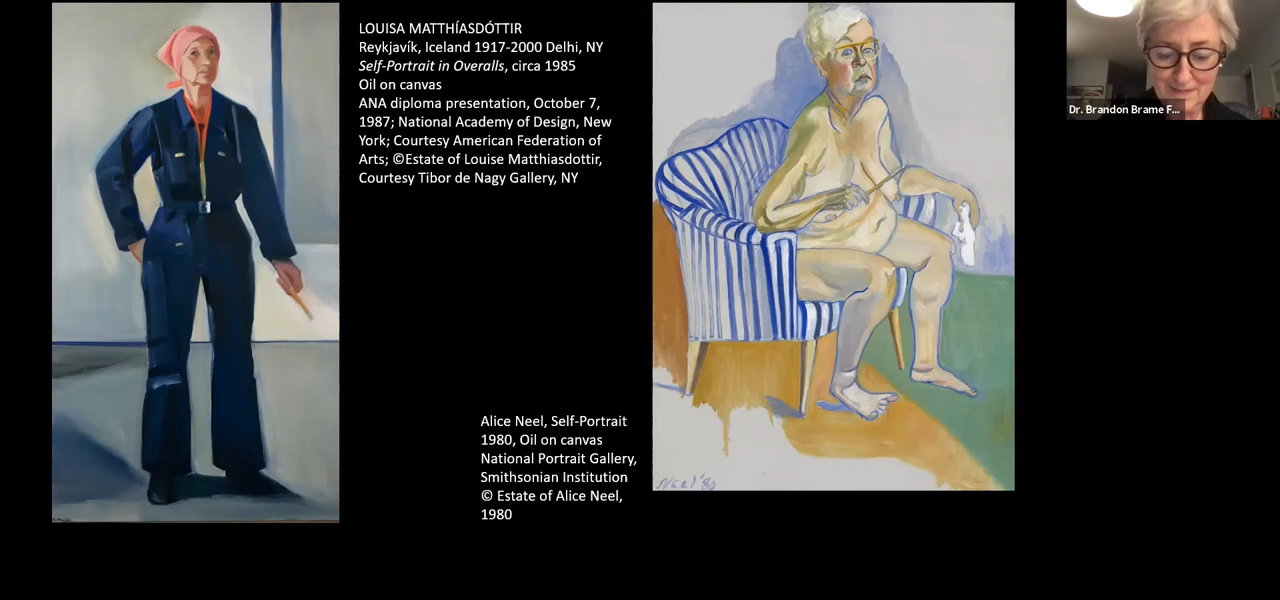 LOUISA MATTHÍASDÓTTIR
Reykjavík, Iceland 1917-2000 Delhi, NY
Self-Portrait in Overalls, circa 1985
Oil on canvas
ANA diploma presentation, October 7,
1987; National Academy of Design, New
York; Courtesy American Federation of
Arts; ©Estate of Louise Matthiasdottir,
Courtesy Tibor de Nagy Gallery, NY
Alice Neel, Self-Portrait
1980, Oil on canvas
National Portrait Gallery,
Smithsonian Institution
© Estate of Alice Neel,
1980
Neel '80
Dr. Brandon Brame F...